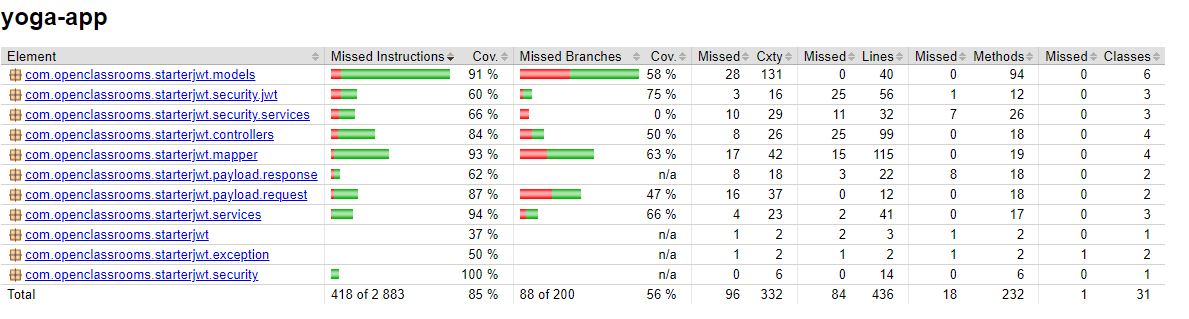 yoga-app
Element Missed Instructions Cov. Missed Branches Cov. Missed Cxty Missed Lines Missed Methods Missed Classes
com.openclassrooms.starterjwt.models 91 % 58 % 28 131 0 40 0 94 0 6
com.openclassrooms.starterjwt.security.jwt 60 % 75 % 3 16 25 56 1 12 0 3
com.openclassrooms.starterjwt.security.services 66 % 0 % 10 29 11 32 7 26 0 3
com.openclassrooms.starterjwt.controllers 84 % 50 % 8 26 25 99 0 18 0 4
com.openclassrooms.starterjwt.mapper 93 % 63 % 17 42 15 115 0 19 0 4
com.openclassrooms.starterjwt.payload.response 62 % n/a 8 18 3 22 8 18 0 2
com.openclassrooms.starterjwt.payload.request 87 % 47 % 16 37 0 12 0 18 0 2
com.openclassrooms.starterjwt.services 94 % 66 % 4 23 2 41 0 17 0 3
com.openclassrooms.starterjwt 37 % n/a 1 2 2 3 1 2 0 1
com.openclassrooms.starterjwt.exception 50 % n/a 1 2 1 2 1 2 1 2
com.openclassrooms.starterjwt.security 100 % n/a 0 6 0 14 0 6 0 1
Total 418 of 2 883 85 % 88 of 200 56 % 96 332 84 436 18 232 1 31